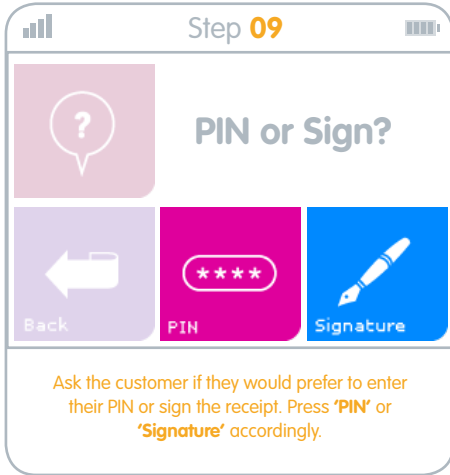 Step 09
?
PIN or Sign?
Back
****
PIN
Signature
Ask the customer if they would prefer to enter
their PIN or sign the receipt. Press ‘PIN’ or
‘Signature’ accordingly.